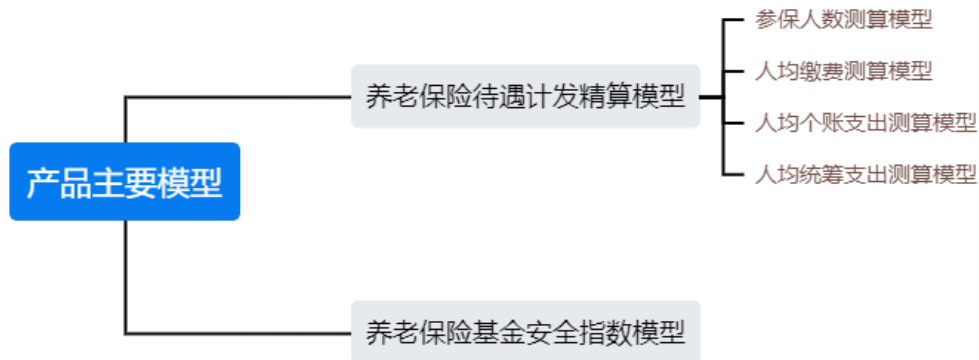 产品主要模型
养老保险待遇计发精算模型
参保人数测算模型
人均缴费测算模型
人均个账支出测算模型
人均统筹支出测算模型
养老保险基金安全指数模型